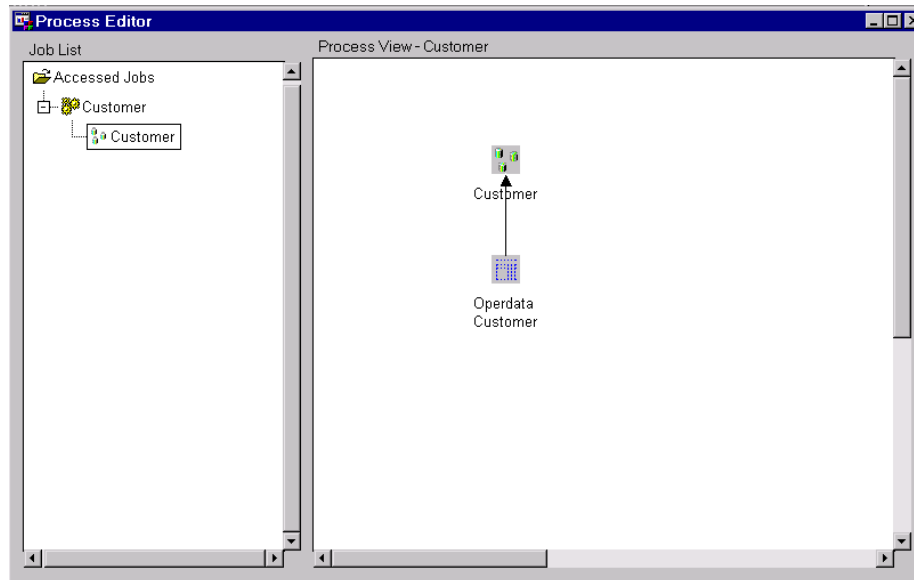 Process Editor
Job List
Accessed Jobs
Customer
Customer
Process View - Customer
Customer
Operdata
Customer